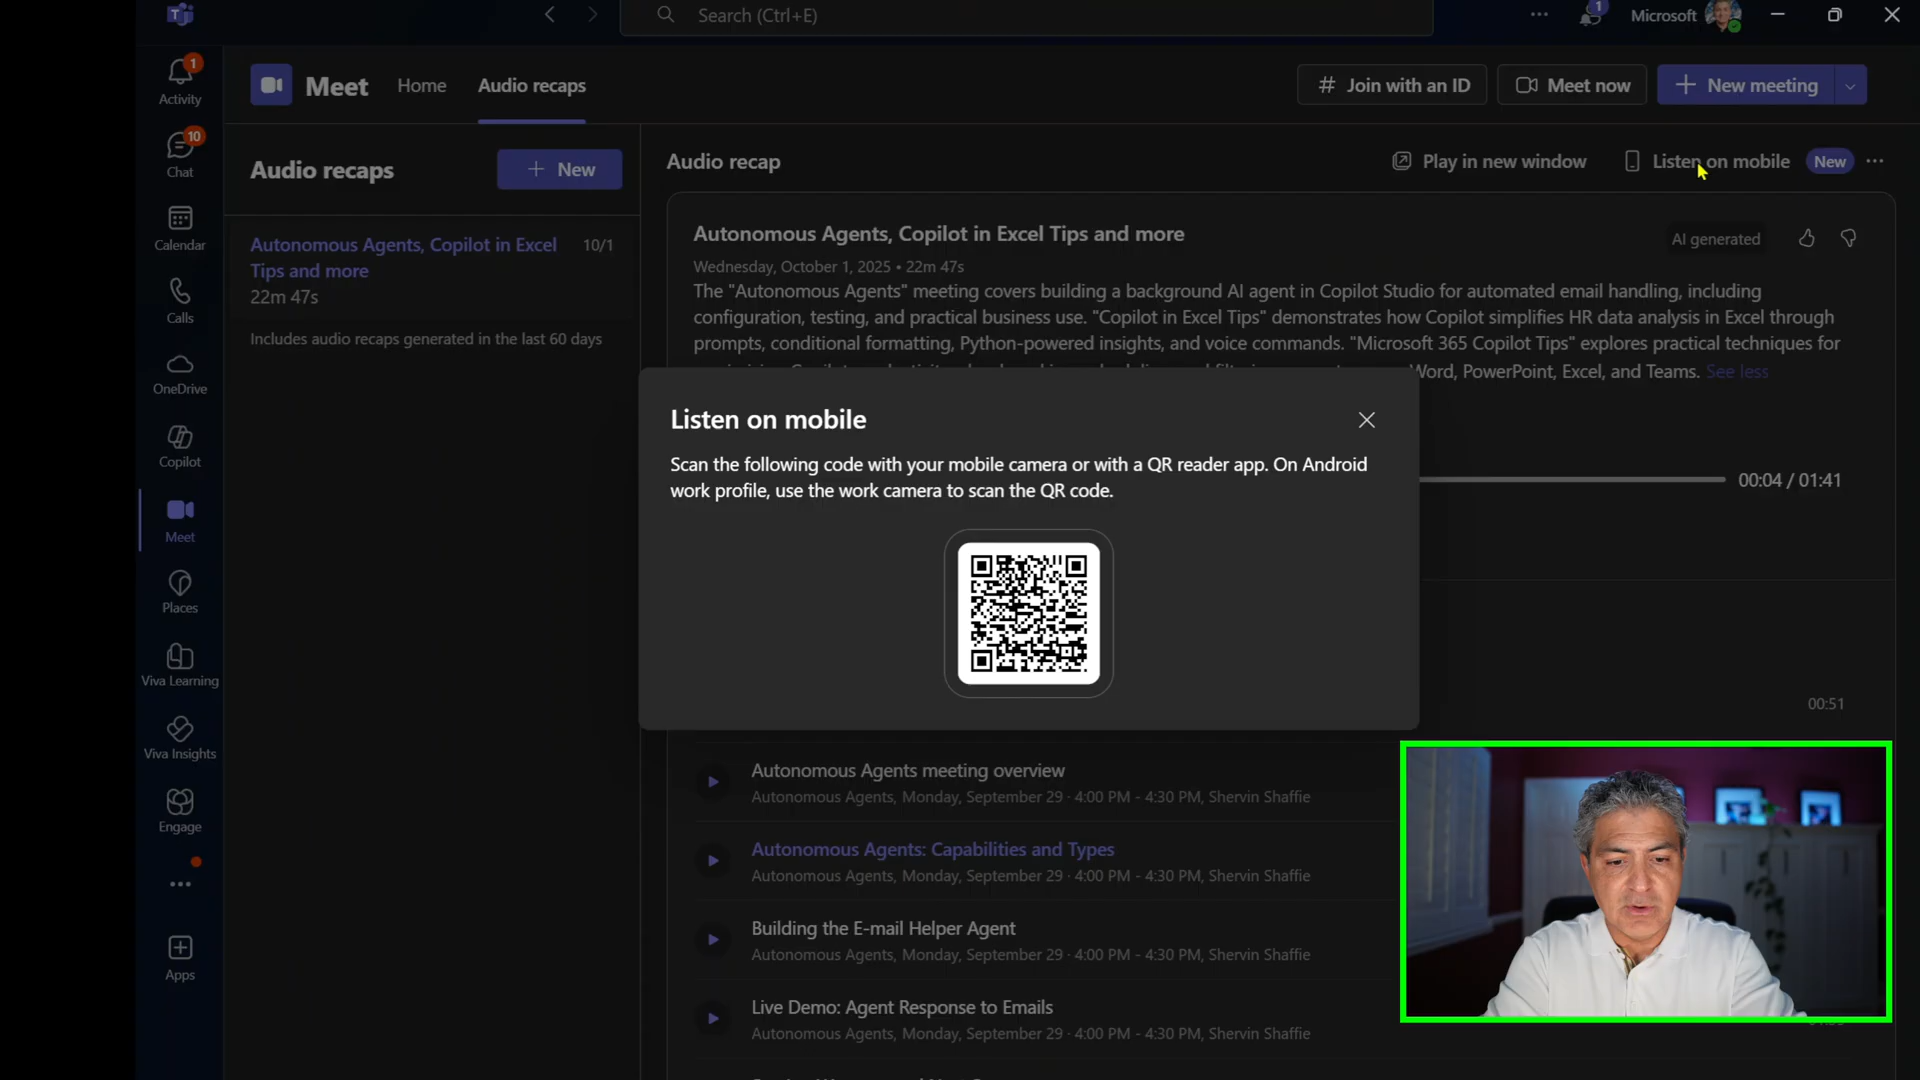 Search (Ctrl+E)
1
Microsoft
Activity
1
Chat
10
Calendar
Calls
OneDrive
Copilot
Meet
Places
Viva Learning
Viva Insights
Engage
Apps
Meet
Home
Audio recaps
Join with an ID
Meet now
New meeting
Audio recaps
New
Autonomous Agents, Copilot in Excel
10/1
Tips and more
22m 47s
Includes audio recaps generated in the last 60 days
Audio recap
Play in new window
Listen on mobile
New
Autonomous Agents, Copilot in Excel Tips and more
AI generated
Wednesday, October 1, 2025 • 22m 47s
The "Autonomous Agents" meeting covers building a background AI agent in Copilot Studio for automated email handling, including
configuration, testing, and practical business use. "Copilot in Excel Tips" demonstrates how Copilot simplifies HR data analysis in Excel through
prompts, conditional formatting, Python-powered insights, and voice commands. "Microsoft 365 Copilot Tips" explores practical techniques for
Word, PowerPoint, Excel, and Teams. See less
Listen on mobile
Scan the following code with your mobile camera or with a QR reader app. On Android
work profile, use the work camera to scan the QR code.
00:04 / 01:41
00:51
Autonomous Agents meeting overview
Autonomous Agents, Monday, September 29 · 4:00 PM - 4:30 PM, Shervin Shaffie
Autonomous Agents: Capabilities and Types
Autonomous Agents, Monday, September 29 · 4:00 PM - 4:30 PM, Shervin Shaffie
Building the E-mail Helper Agent
Autonomous Agents, Monday, September 29 · 4:00 PM - 4:30 PM, Shervin Shaffie
Live Demo: Agent Response to Emails
Autonomous Agents, Monday, September 29 · 4:00 PM - 4:30 PM, Shervin Shaffie